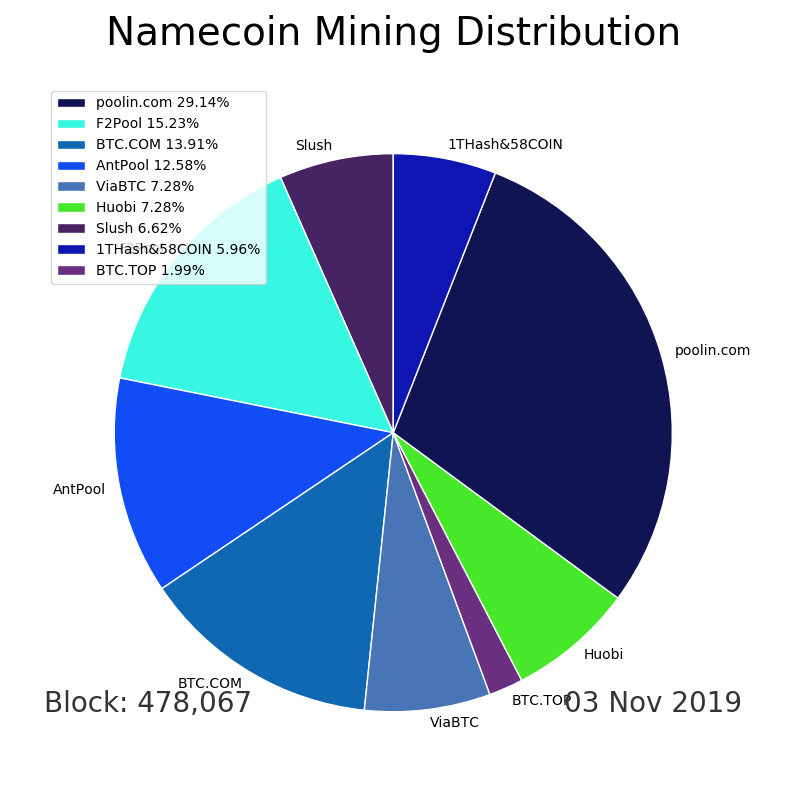 Namecoin Mining Distribution
poolin.com 29.14%
F2Pool 15.23%
BTC.COM 13.91%
AntPool 12.58%
ViaBTC 7.28%
Huobi 7.28%
Slush 6.62%
1THash&58COIN 5.96%
BTC.TOP 1.99%
Slush
1THash&58COIN
poolin.com
AntPool
Huobi
BTC.COM
BTC.TOP
ViaBTC
Block: 478,067
03 Nov 2019